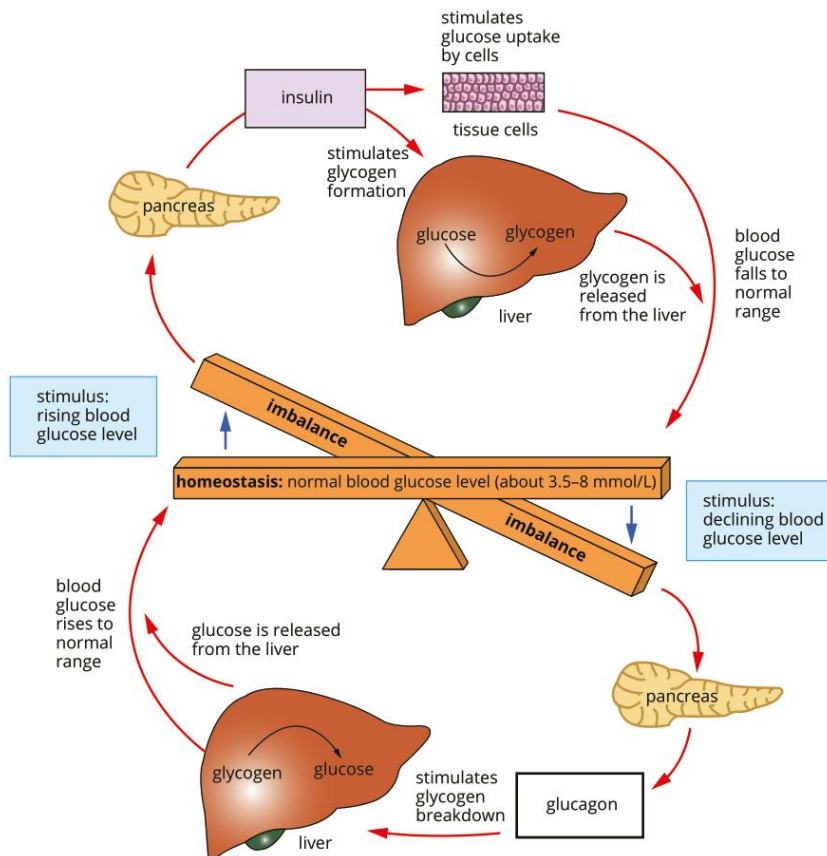 stimulates
glucose uptake
by cells
insulin
tissue cells
stimulates
glycogen
formation
pancreas
glucose
glycogen
liver
glycogen is
released
from the liver
blood
glucose
falls to
normal
range
stimulus:
rising blood
glucose level
imbalance
homeostasis: normal blood glucose level (about 3.5–8 mmol/L)
imbalance
stimulus:
declining blood
glucose level
blood
glucose
rises to
normal
range
glucose is released
from the liver
pancreas
glycogen
glucose
liver
stimulates
glycogen
breakdown
glucagon